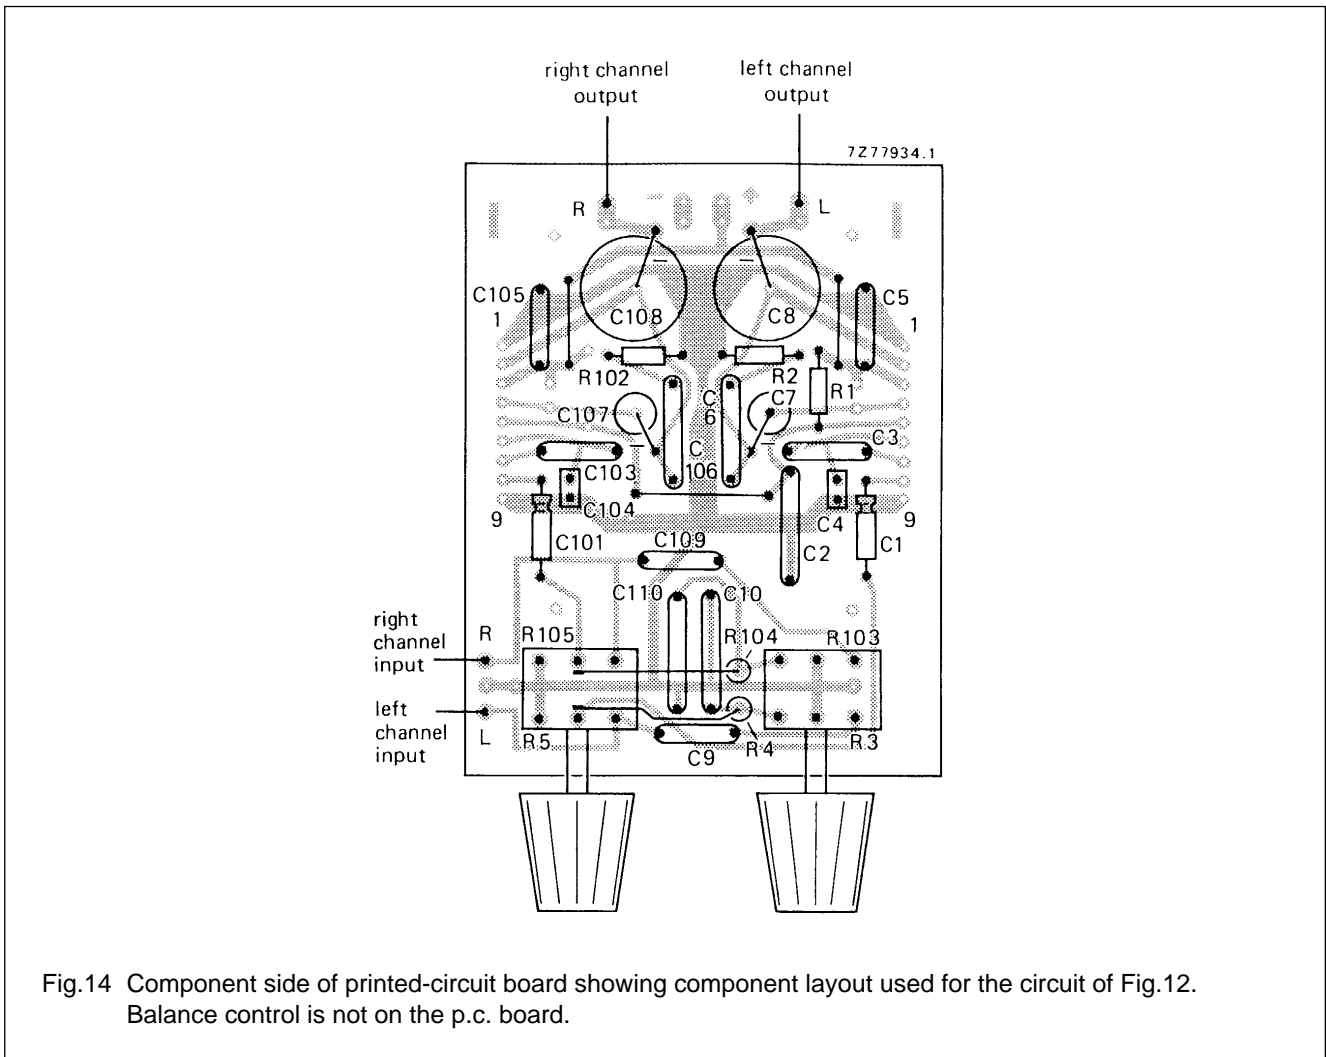 right channel
output
left channel
output
7Z77934.1
R
L
C105
1
C108
C8
C5
1
R102
R2
R1
C107
C
6
C7
C3
C
106
C103
C104
9
C101
C109
C2
C4
9
C1
C110
C10
right
channel
input
R
R105
R104
R103
left
channel
input
L
R5
C9
R4
R3
Fig.14 Component side of printed-circuit board showing component layout used for the circuit of Fig.12.
Balance control is not on the p.c. board.